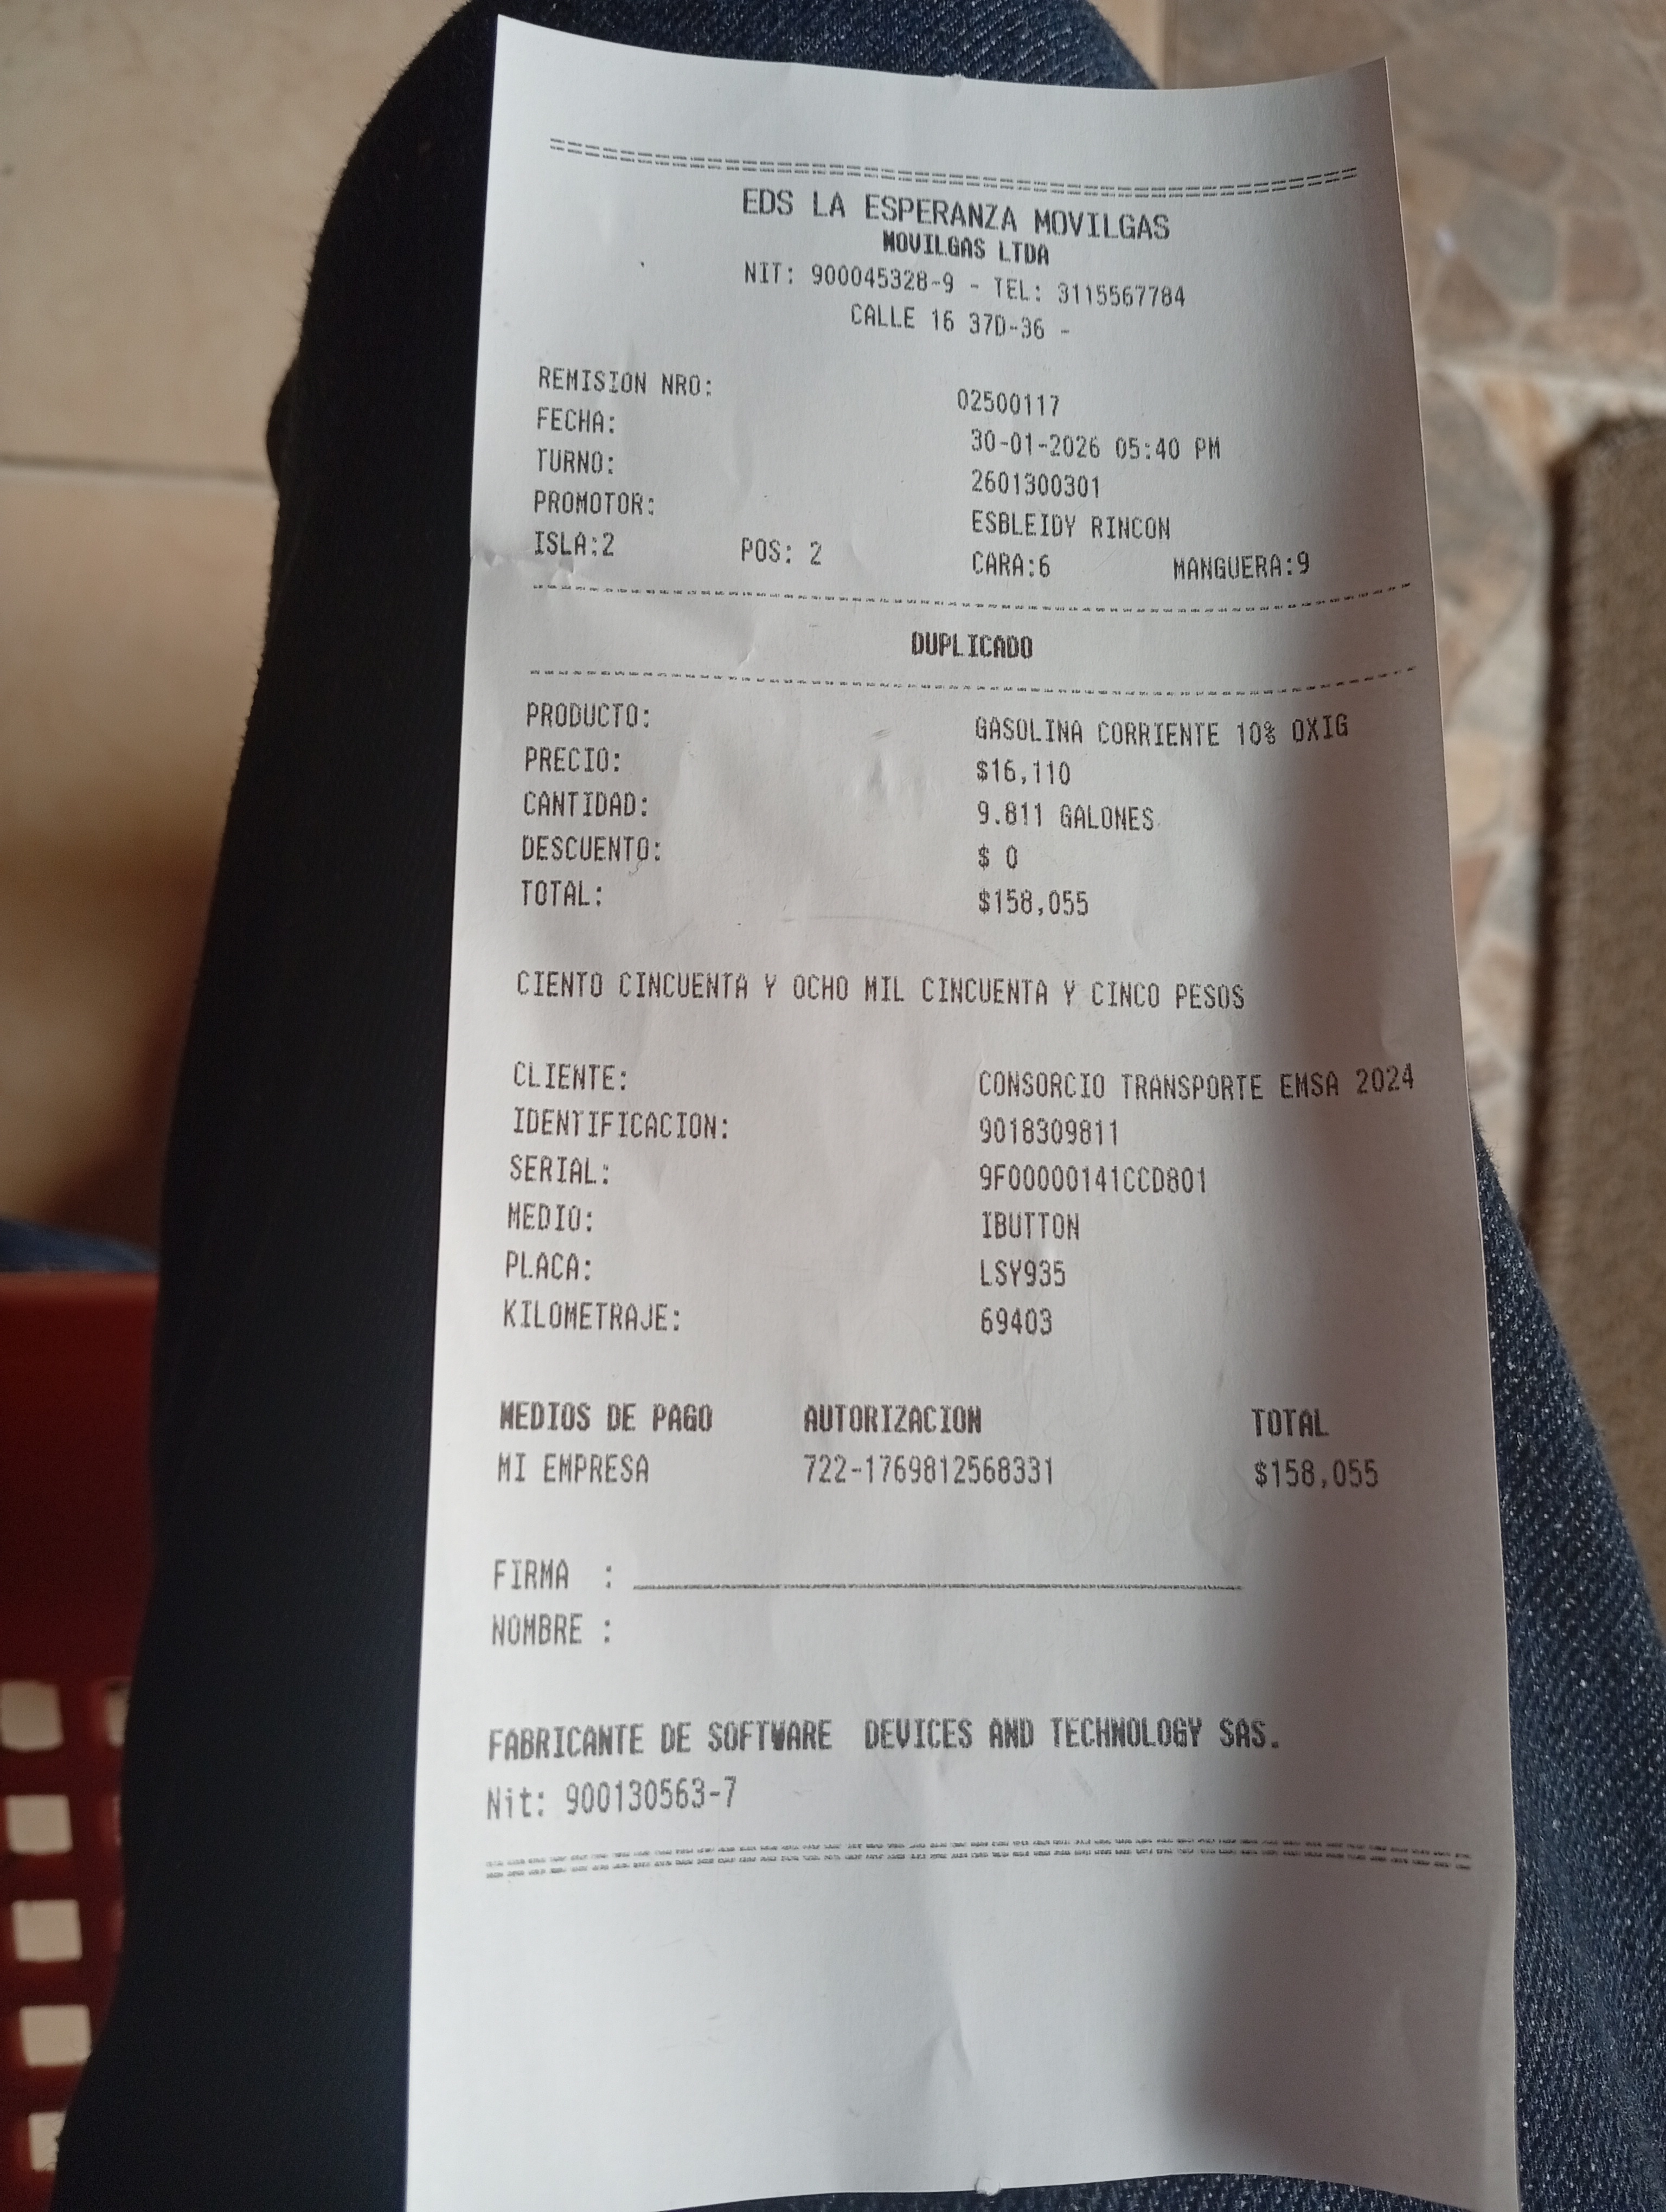 EDS LA ESPERANZA MOVILGAS
MOVILGAS LTDA
NIT: 900045328-9 - TEL: 3115567784
CALLE 16 37D-36 -
REMISION NRO: 02500117
FECHA: 30-01-2026 05:40 PM
TURNO: 2601300301
PROMOTOR: ESBLEIDY RINCON
ISLA:2 POS: 2 CARA:6 MANGUERA:9
DUPLICADO
PRODUCTO: GASOLINA CORRIENTE 10% OXIG
PRECIO: $16,110
CANTIDAD: 9.811 GALONES
DESCUENTO: $ 0
TOTAL: $158,055
CIENTO CINCUENTA Y OCHO MIL CINCUENTA Y CINCO PESOS
CLIENTE: CONSORCIO TRANSPORTE EMSA 2024
IDENTIFICACION: 9018309811
SERIAL: 9F00000141CCD801
MEDIO: IBUTTON
PLACA: LSY935
KILOMETRAJE: 69403
MEDIOS DE PAGO AUTORIZACION TOTAL
MI EMPRESA 722-1769812568331 $158,055
FIRMA :
NOMBRE :
FABRICANTE DE SOFTWARE DEVICES AND TECHNOLOGY SAS.
Nit: 900130563-7